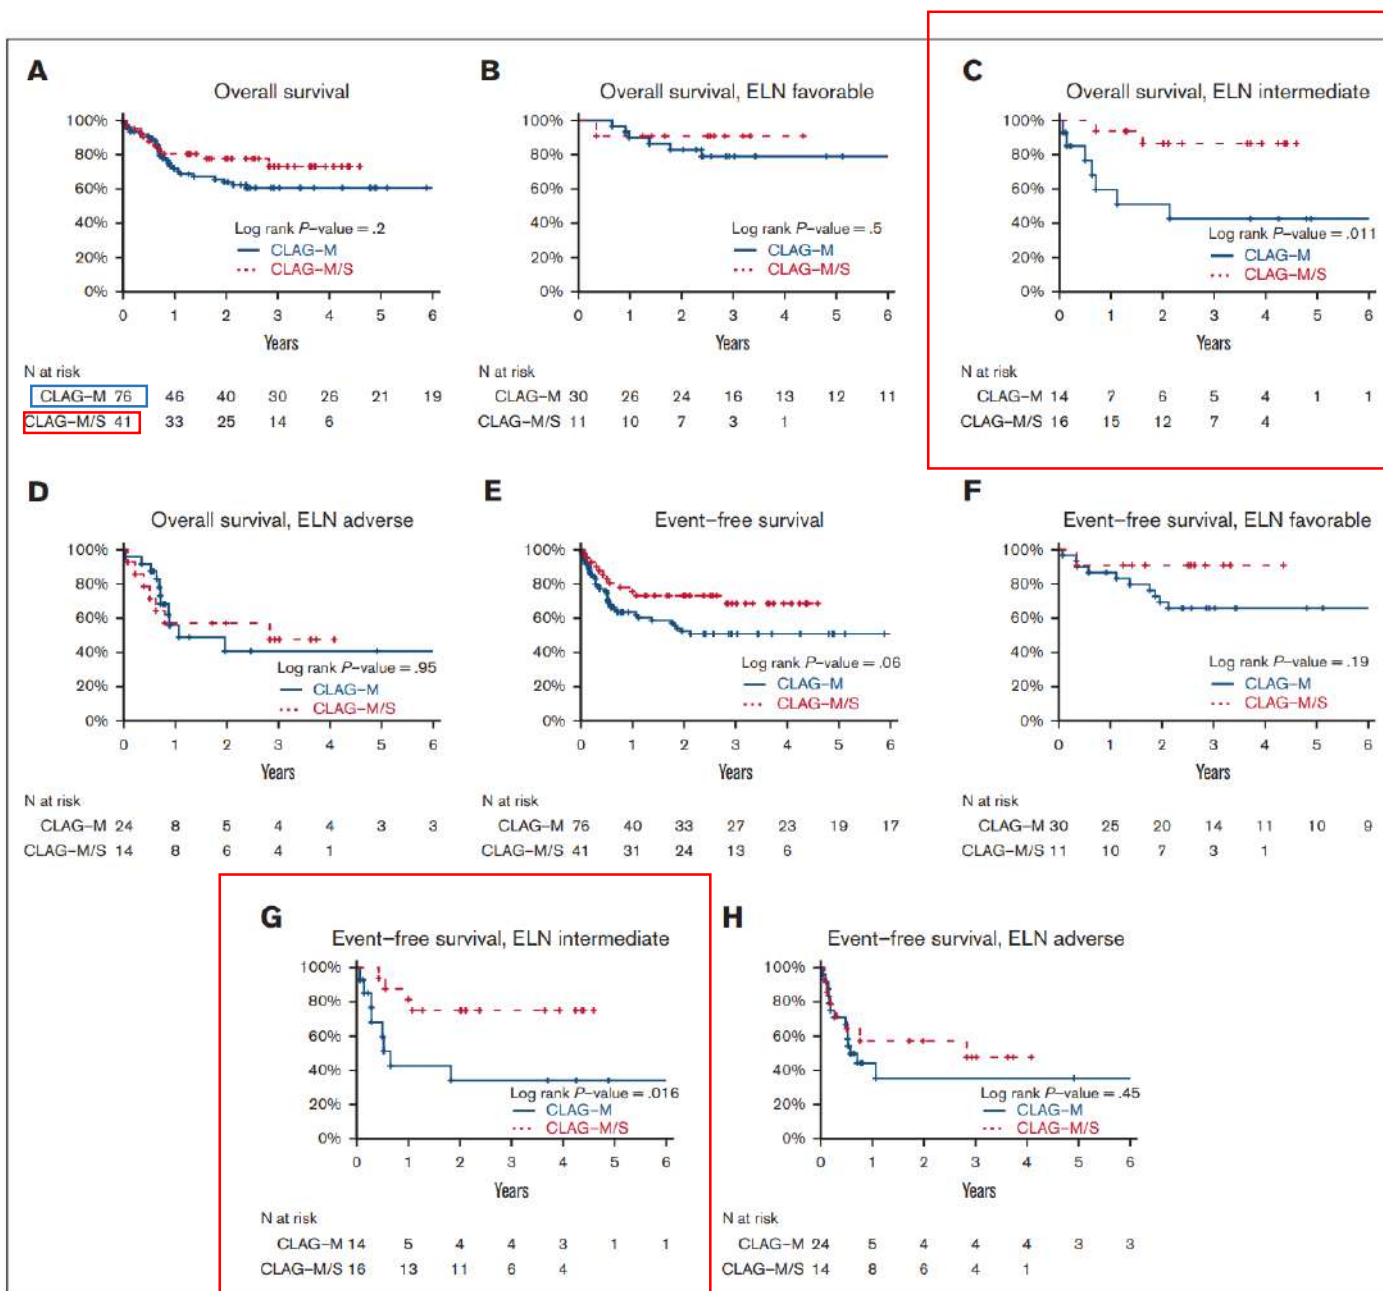 A
Overall survival
100%
80%
60%
40%
20%
0%
Log rank P-value = .2
CLAG-M
CLAG-M/S
0 1 2 3 4 5 6
Years
N at risk
CLAG-M 76 46 40 30 26 21 19
CLAG-M/S 41 33 25 14 6
B
Overall survival, ELN favorable
100%
80%
60%
40%
20%
0%
Log rank P-value = .5
CLAG-M
CLAG-M/S
0 1 2 3 4 5 6
Years
N at risk
CLAG-M 30 26 24 16 13 12 11
CLAG-M/S 11 10 7 3 1
C
Overall survival, ELN intermediate
100%
80%
60%
40%
20%
0%
Log rank P-value = .011
CLAG-M
CLAG-M/S
0 1 2 3 4 5 6
Years
N at risk
CLAG-M 14 7 6 5 4 1 1
CLAG-M/S 16 15 12 7 4
D
Overall survival, ELN adverse
100%
80%
60%
40%
20%
0%
Log rank P-value = .95
CLAG-M
CLAG-M/S
0 1 2 3 4 5 6
Years
N at risk
CLAG-M 24 8 5 4 4 3 3
CLAG-M/S 14 8 6 4 1
E
Event-free survival
100%
80%
60%
40%
20%
0%
Log rank P-value = .06
CLAG-M
CLAG-M/S
0 1 2 3 4 5 6
Years
N at risk
CLAG-M 76 40 33 27 23 19 17
CLAG-M/S 41 31 24 13 6
F
Event-free survival, ELN favorable
100%
80%
60%
40%
20%
0%
Log rank P-value = .19
CLAG-M
CLAG-M/S
0 1 2 3 4 5 6
Years
N at risk
CLAG-M 30 25 20 14 11 10 9
CLAG-M/S 11 10 7 3 1
G
Event-free survival, ELN intermediate
100%
80%
60%
40%
20%
0%
Log rank P-value = .016
CLAG-M
CLAG-M/S
0 1 2 3 4 5 6
Years
N at risk
CLAG-M 14 5 4 4 3 1 1
CLAG-M/S 16 13 11 6 4
H
Event-free survival, ELN adverse
100%
80%
60%
40%
20%
0%
Log rank P-value = .45
CLAG-M
CLAG-M/S
0 1 2 3 4 5 6
Years
N at risk
CLAG-M 24 5 4 4 4 3 3
CLAG-M/S 14 8 6 4 1